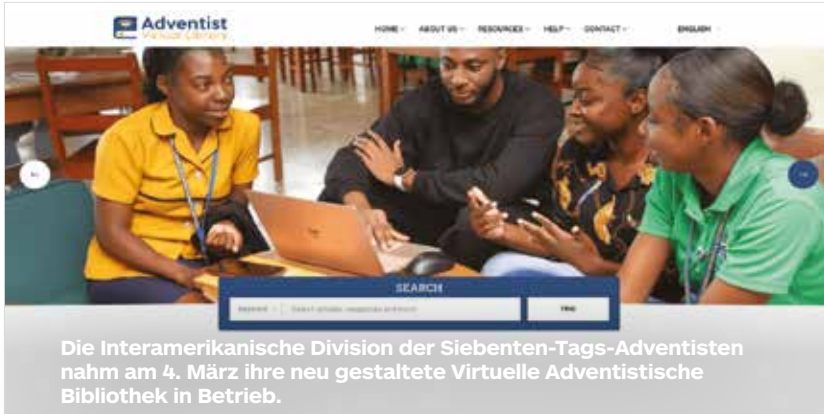 Adventist
Virtual Library
HOME ABOUT US RESOURCES HELP CONTACT ENGLISH
SEARCH
FIND
Die Interamerikanische Division der Siebenten-Tags-Adventisten
nahm am 4. März ihre neu gestaltete Virtuelle Adventistische
Bibliothek in Betrieb.